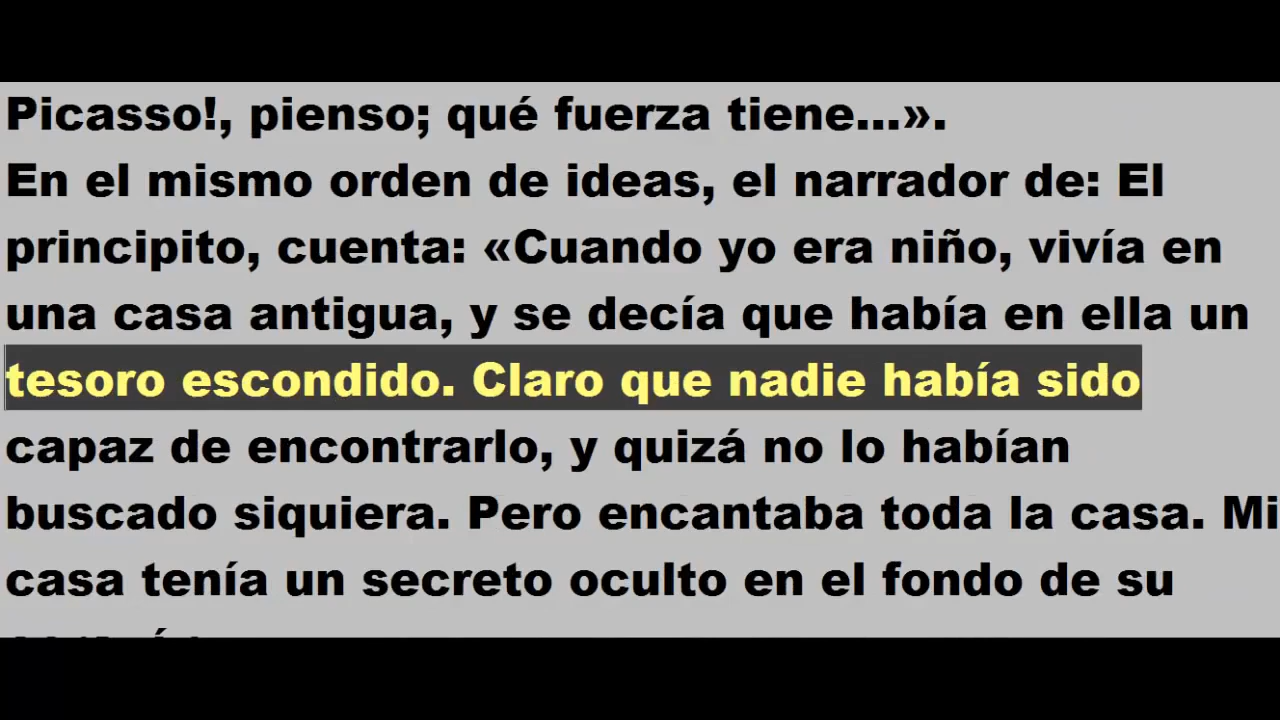 Picasso!, pienso; qué fuerza tiene...».
En el mismo orden de ideas, el narrador de: El
principito, cuenta: «Cuando yo era niño, vivía en
una casa antigua, y se decía que había en ella un
tesoro escondido. Claro que nadie había sido
capaz de encontrarlo, y quizá no lo habían
buscado siquiera. Pero encantaba toda la casa. Mi
casa tenía un secreto oculto en el fondo de su